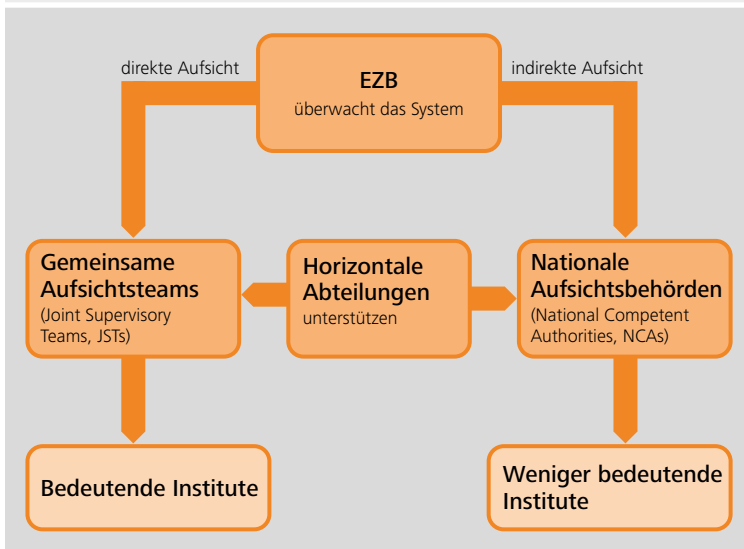 direkte Aufsicht
EZB
überwacht das System
indirekte Aufsicht
Gemeinsame
Aufsichtsteams
(Joint Supervisory
Teams, JSTs)
Horizontale
Abteilungen
unterstützen
Nationale
Aufsichtsbehörden
(National Competent
Authorities, NCAs)
Bedeutende Institute
Weniger bedeutende
Institute